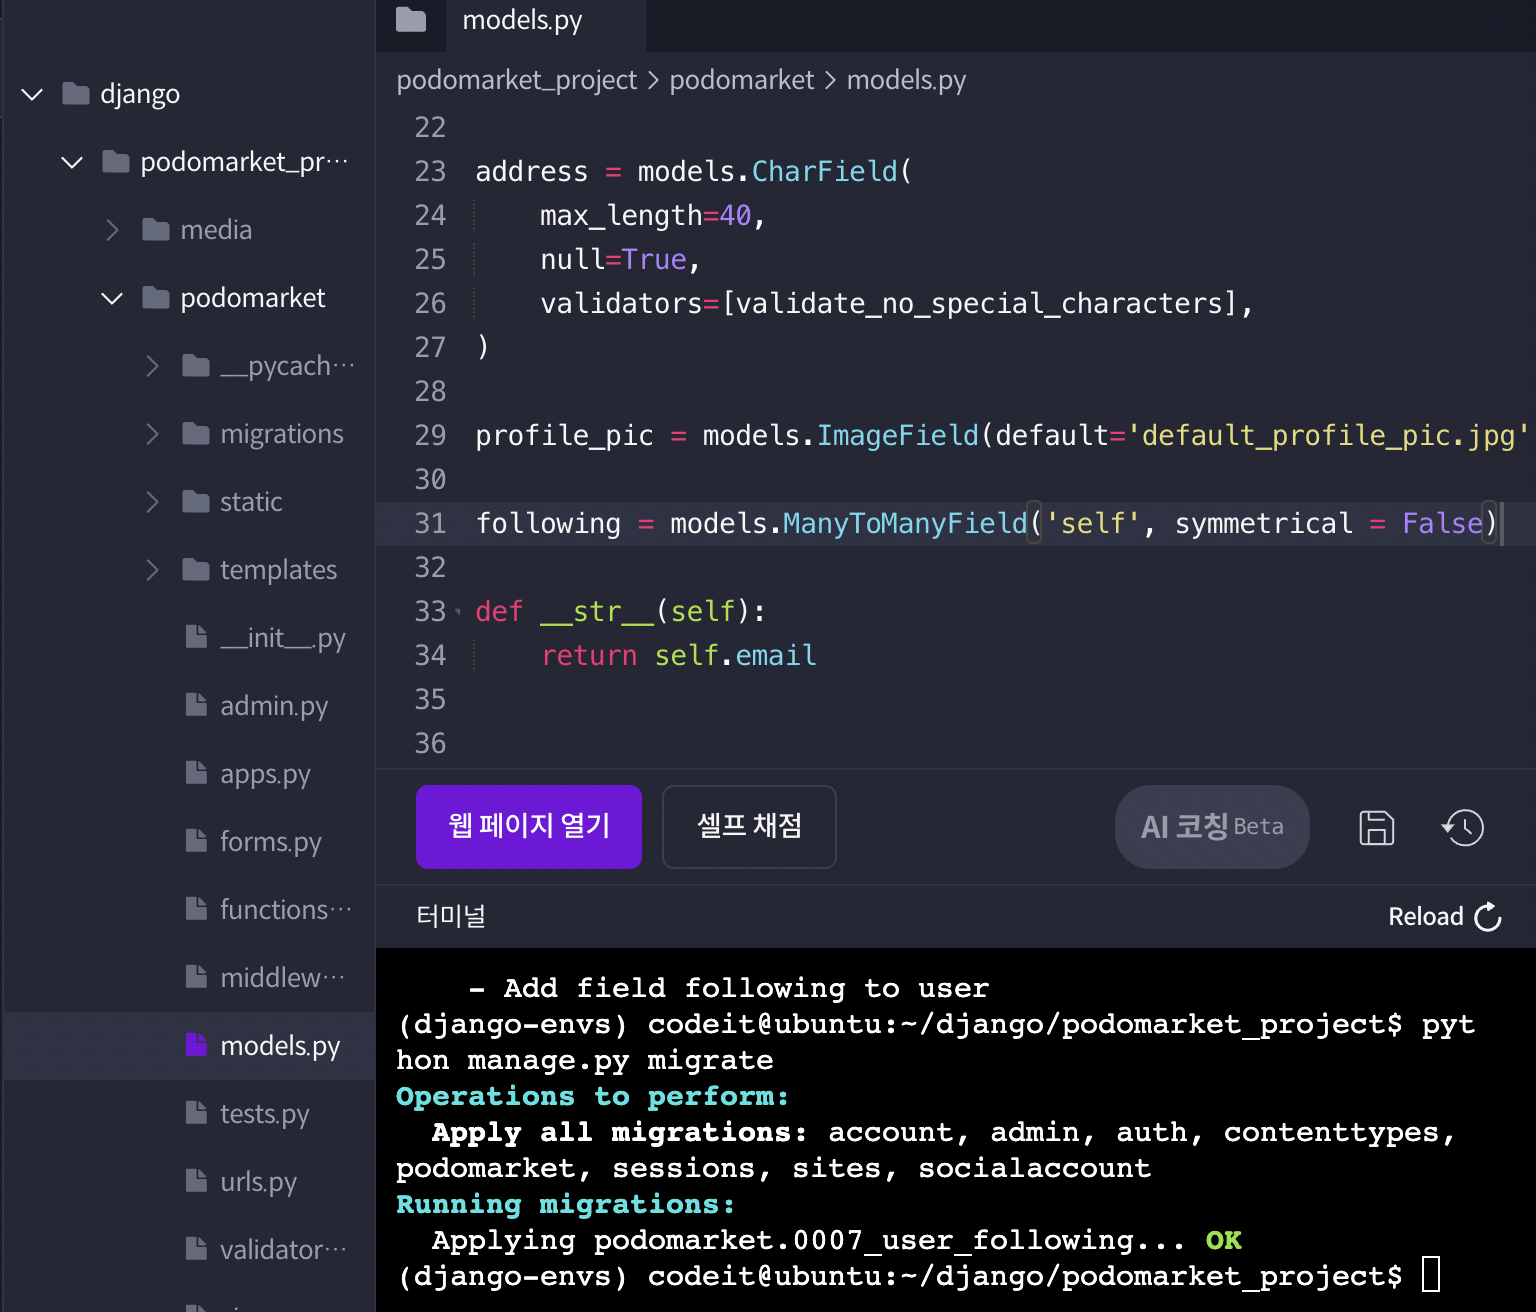 models.py
django
podomarket_pr···
media
podomarket
__pycach···
migrations
static
templates
__init__.py
admin.py
apps.py
forms.py
functions···
middlew···
models.py
tests.py
urls.py
validator···
podomarket_project > podomarket > models.py
22
23 address = models.CharField(
24     max_length=40,
25     null=True,
26     validators=[validate_no_special_characters],
27 )
28
29 profile_pic = models.ImageField(default='default_profile_pic.jpg'
30
31 following = models.ManyToManyField('self', symmetrical = False)
32
33 def __str__(self):
34     return self.email
35
36
웹 페이지 열기 셀프 채점 AI 코칭 Beta
터미널 Reload
    - Add field following to user
(django-envs) codeit@ubuntu:~/django/podomarket_project$ pyt
hon manage.py migrate
Operations to perform:
  Apply all migrations: account, admin, auth, contenttypes,
podomarket, sessions, sites, socialaccount
Running migrations:
  Applying podomarket.0007_user_following... OK
(django-envs) codeit@ubuntu:~/django/podomarket_project$